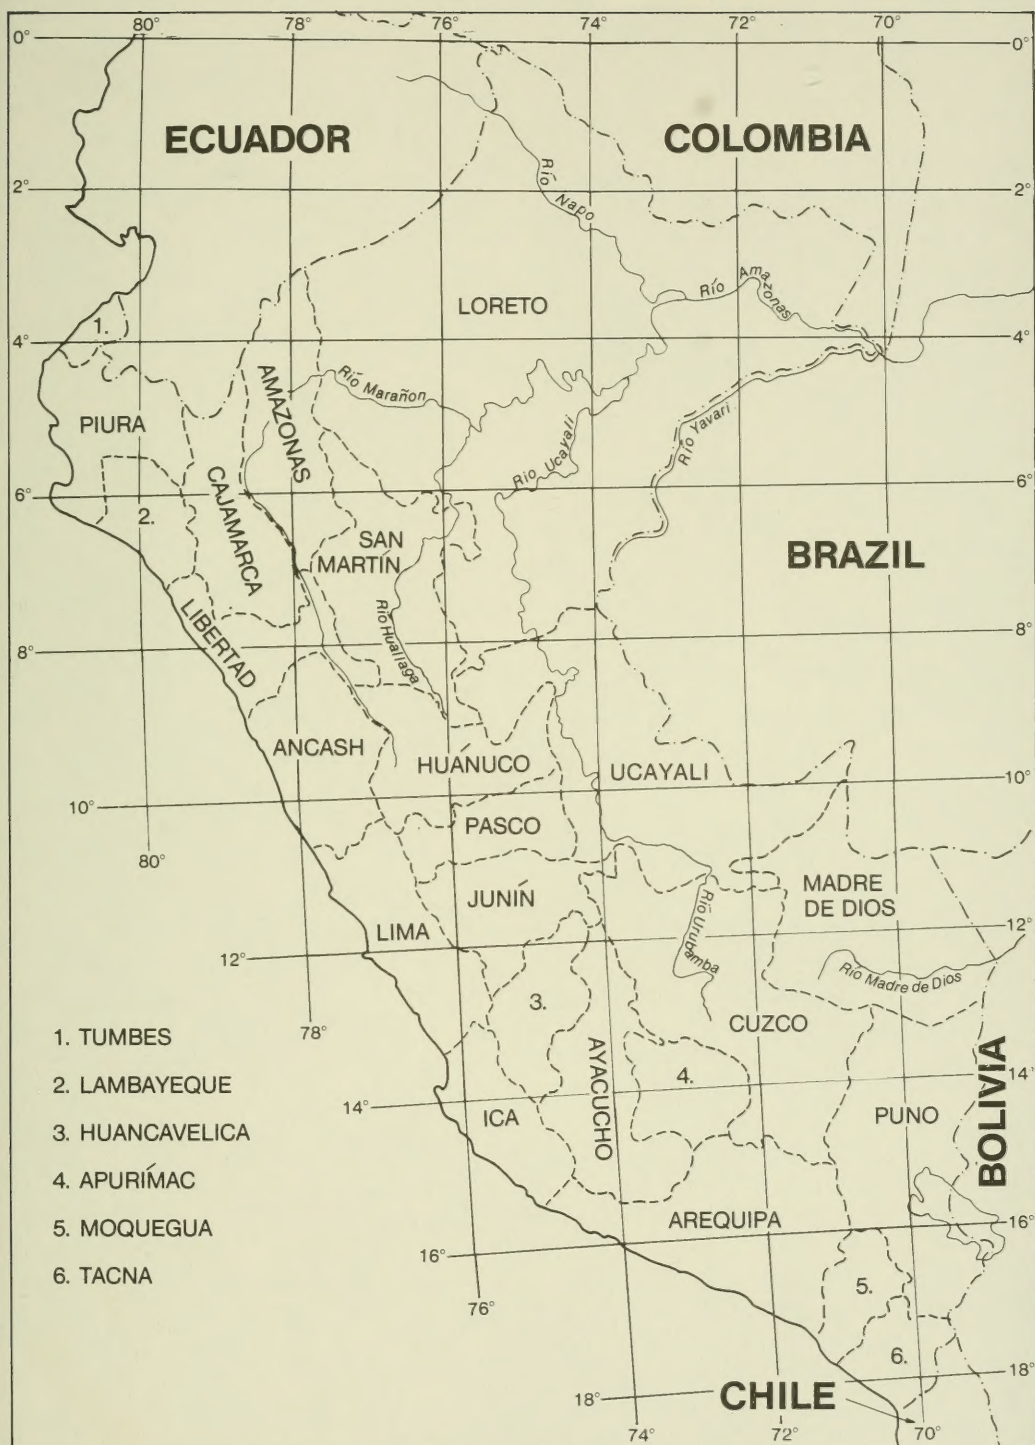 80°
78°
76°
74°
72°
70°
0°
0°
ECUADOR
COLOMBIA
Río Napo
2°
2°
Río Amazonas
LORETO
1.
4°
4°
Río Marañon
AMAZONAS
PIURA
Río Yavari
Río Ucayali
CAJAMARCA
6°
6°
2.
SAN
MARTÍN
BRAZIL
LIBERTAD
Río Huallaga
8°
8°
ANCASH
HUÁNUCO
UCAYALI
10°
10°
PASCO
80°
JUNÍN
MADRE
DE DIOS
LIMA
Río Urubamba
12°
12°
Río Madre de Dios
3.
CUZCO
78°
1. TUMBES
AYACUCHO
4.
14°
BOLIVIA
2. LAMBAYEQUE
14°
ICA
PUNO
3. HUANCAVELICA
4. APURÍMAC
5. MOQUEGUA
AREQUIPA
16°
16°
6. TACNA
5.
76°
6.
18°
18°
CHILE
74°
72°
70°